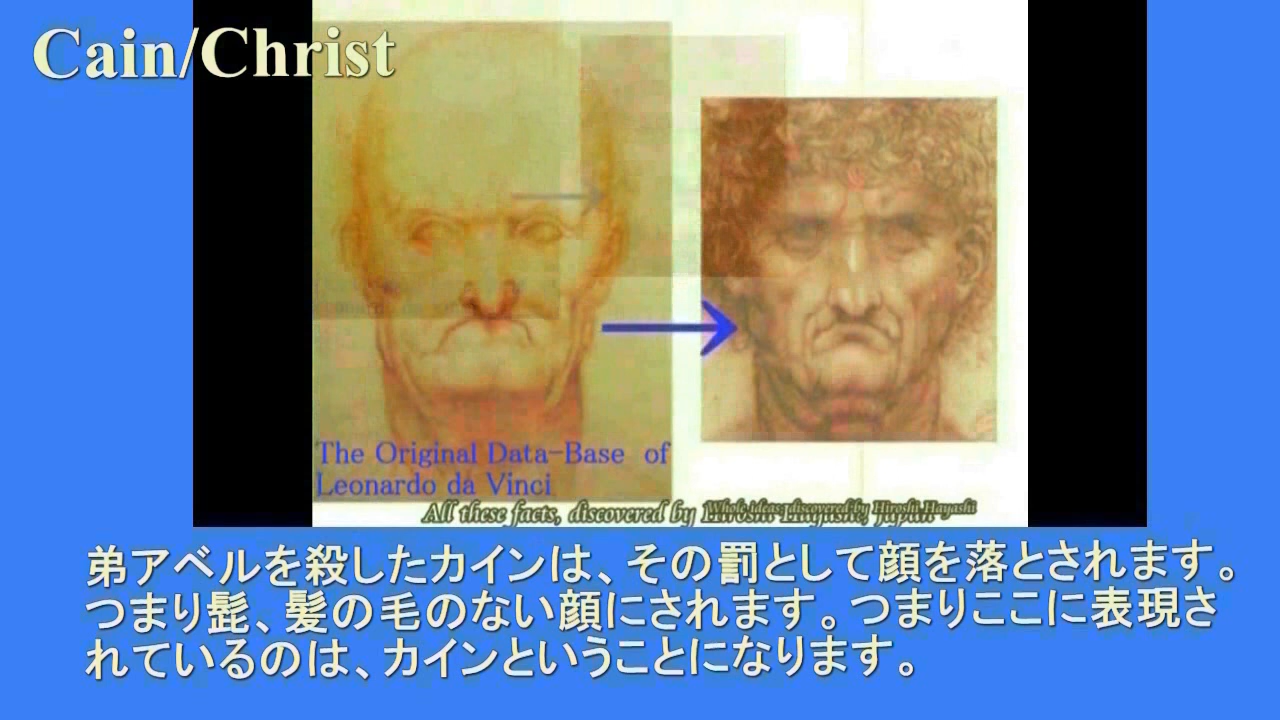 Cain/Christ
The Original Data-Base of
Leonardo da Vinci
All these facts, discovered by Hiroshi Hayashi, Japan
Whole ideas discovered by Hiroshi Hayashi
弟アベルを殺したカインは、その罰として顔を落とされます。
つまり髭、髪の毛のない顔にされます。つまりここに表現さ
れているのは、カインということになります。